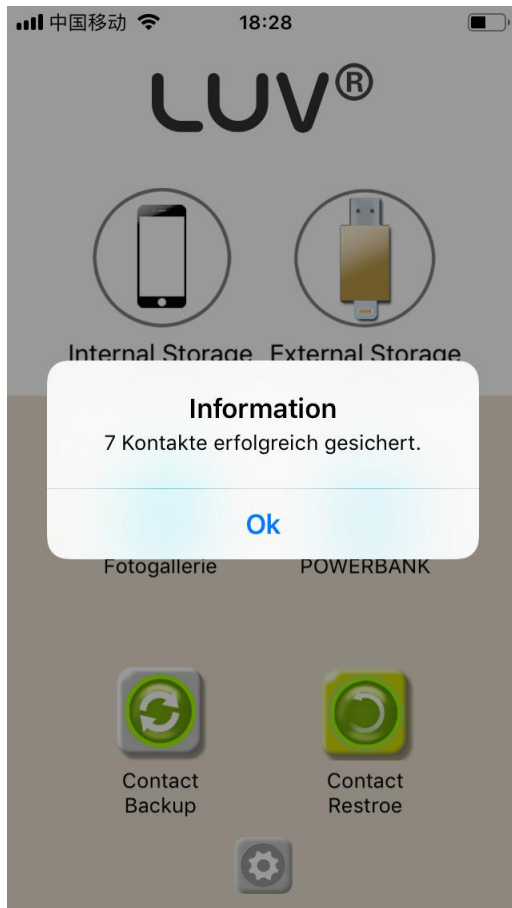 中国移动 18:28
LUV®
Internal Storage External Storage
Information
7 Kontakte erfolgreich gesichert.
Ok
Fotogallerie POWERBANK
Contact Contact
Backup Restroe